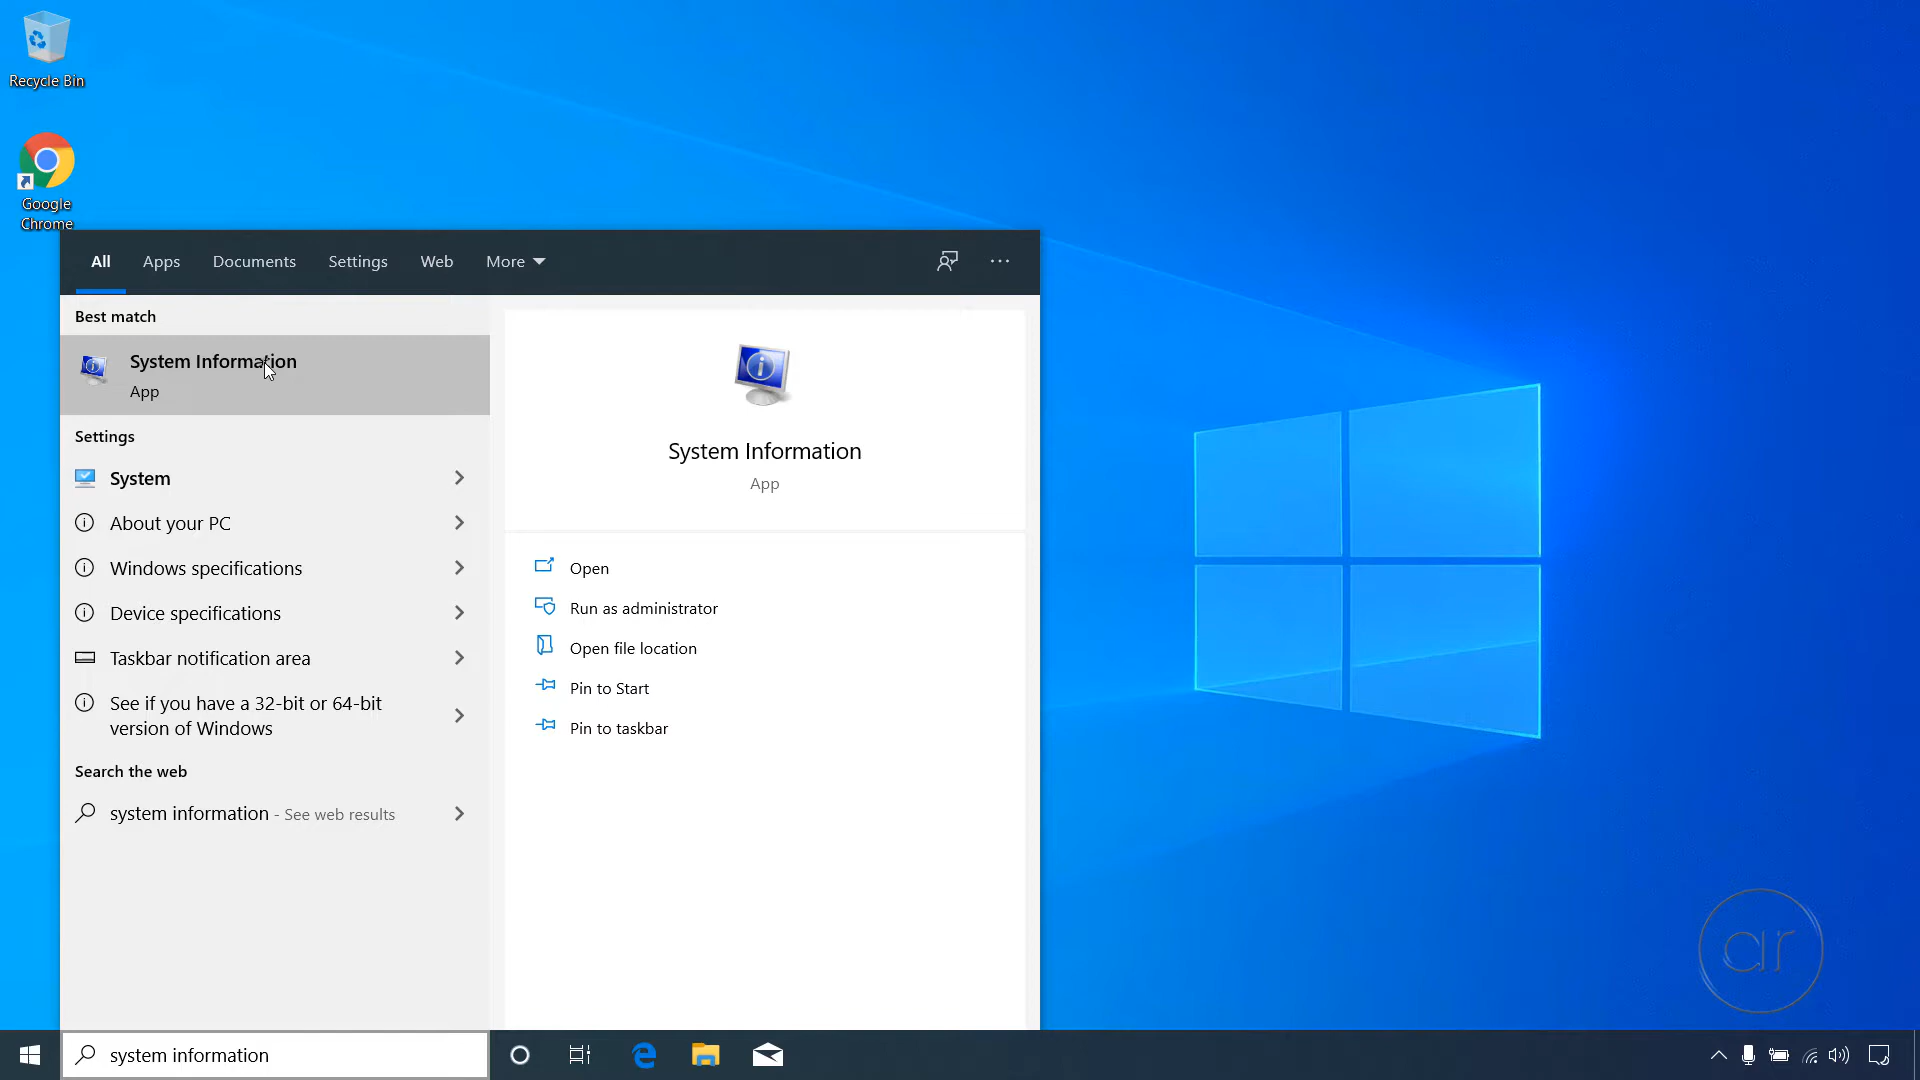 Recycle Bin
Google
Chrome
All Apps Documents Settings Web More
Best match
System Information
App
Settings
System
About your PC
Windows specifications
Device specifications
Taskbar notification area
See if you have a 32-bit or 64-bit
version of Windows
Search the web
system information - See web results
System Information
App
Open
Run as administrator
Open file location
Pin to Start
Pin to taskbar
ar
system information